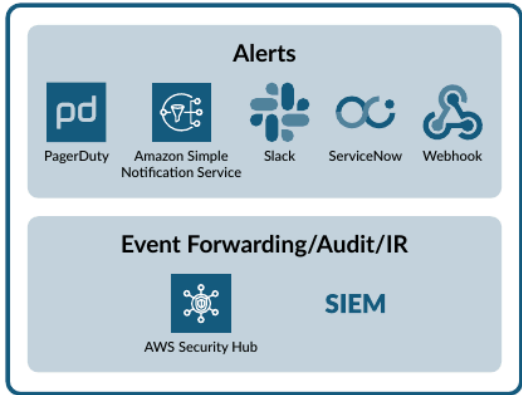 Alerts
pd
PagerDuty
Amazon Simple
Notification Service
Slack
ServiceNow
Webhook
Event Forwarding/Audit/IR
AWS Security Hub
SIEM